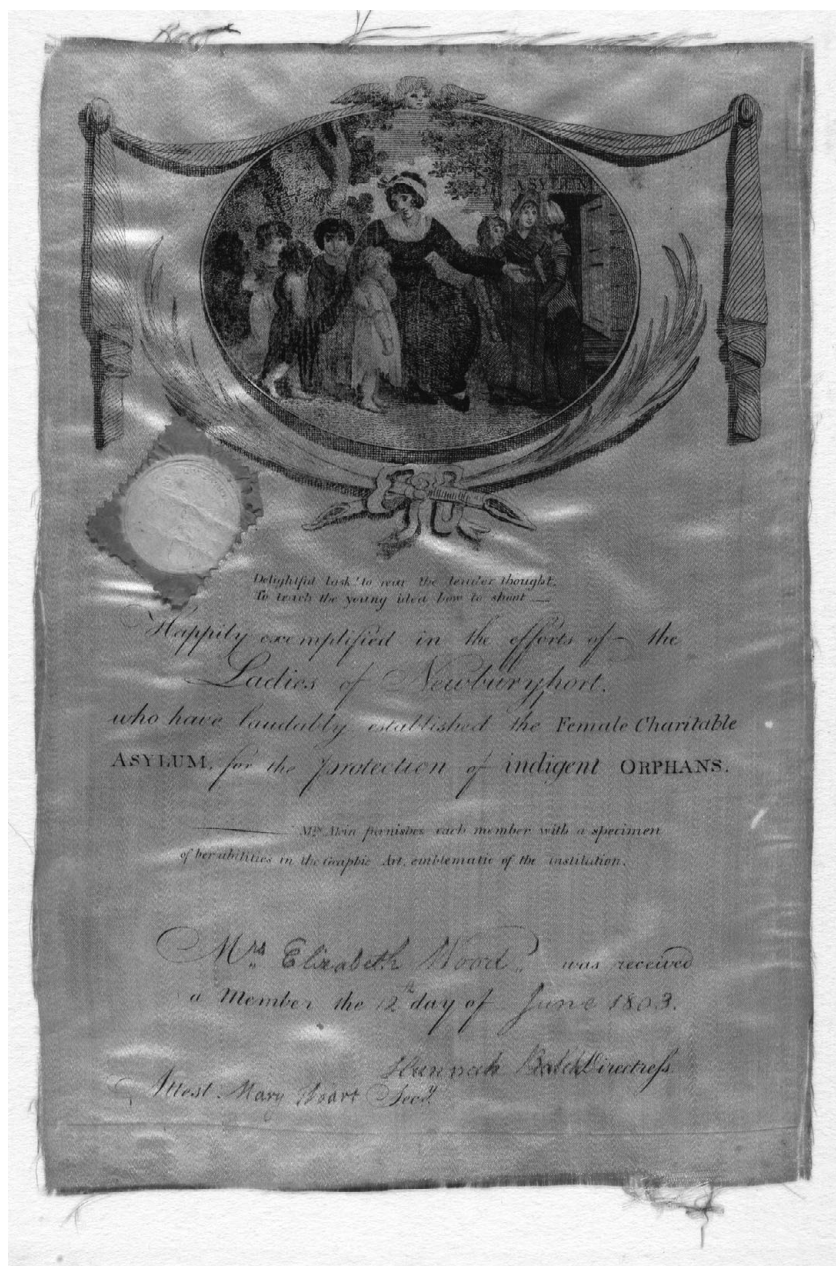 ASYLUM
Delightful task! to rear the tender thought,
To teach the young idea how to shoot
Happily exemplified in the efforts of the
Ladies of Newburyport.
who have laudably established the Female Charitable
ASYLUM, for the protection of indigent ORPHANS.
Mrs furnishes each member with a specimen
of her abilities in the Graphic Art, emblematic of the institution.
Mrs Elizabeth Wood, was received
a Member the 12th day of June 1803.
Hannah Directress
Attest. Mary Secy.